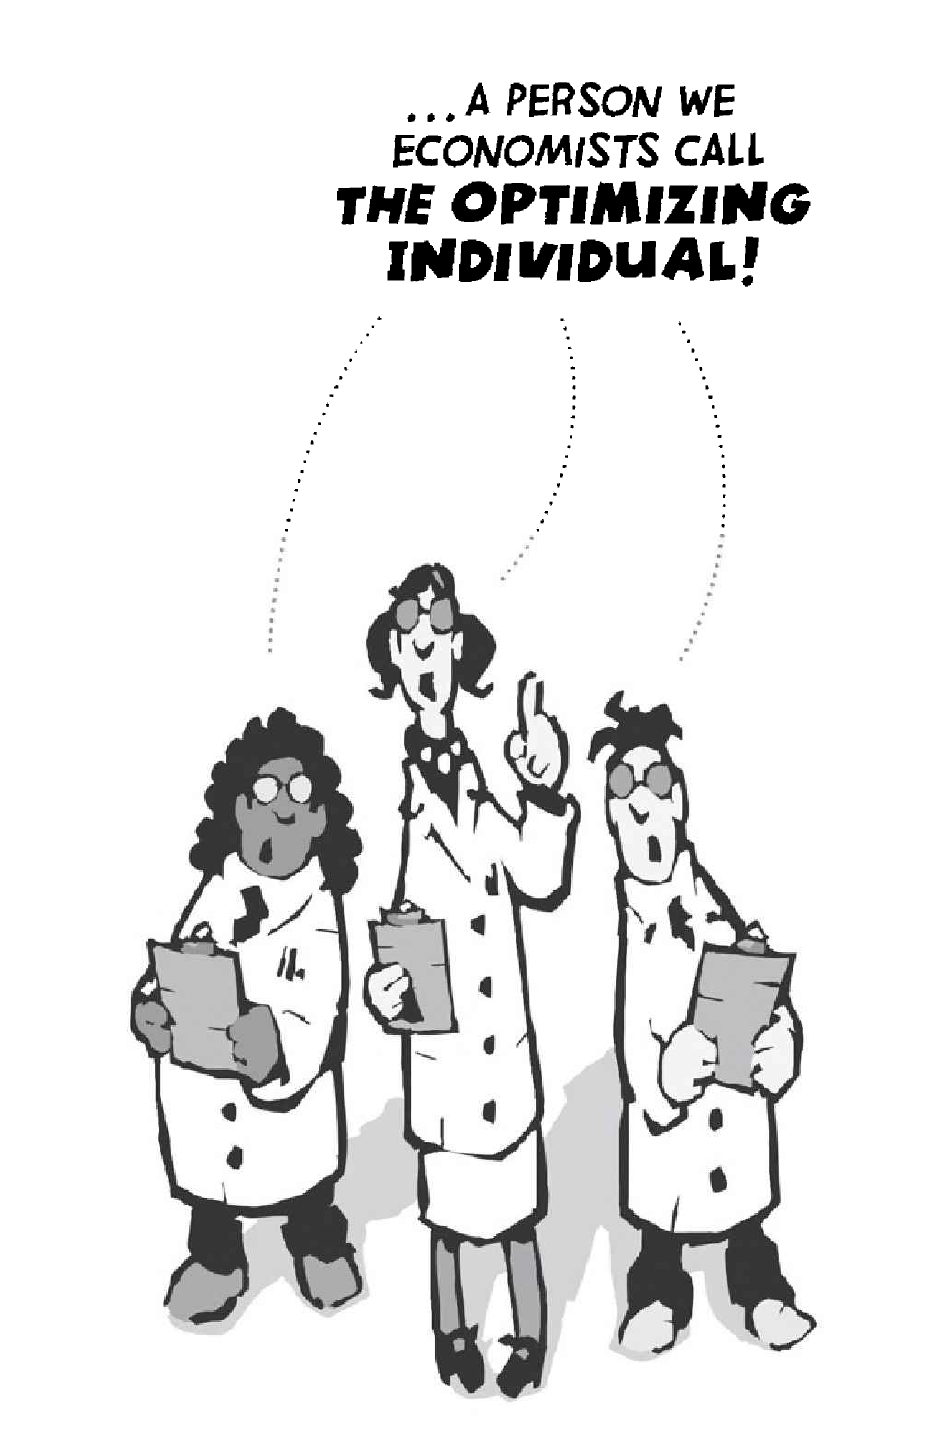 ...A PERSON WE
ECONOMISTS CALL
THE OPTIMIZING
INDIVIDUAL!